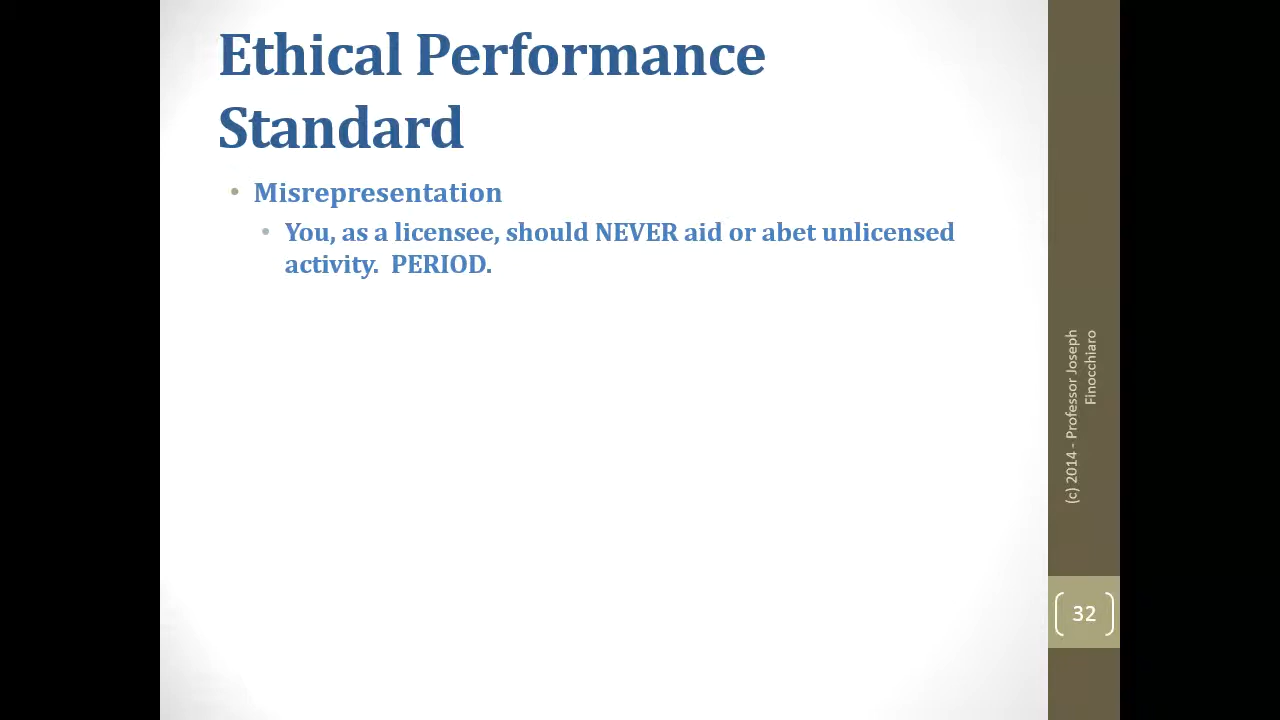 Ethical Performance
Standard
• Misrepresentation
• You, as a licensee, should NEVER aid or abet unlicensed
activity.  PERIOD.
(c) 2014 - Professor Joseph
Finocchiaro
32